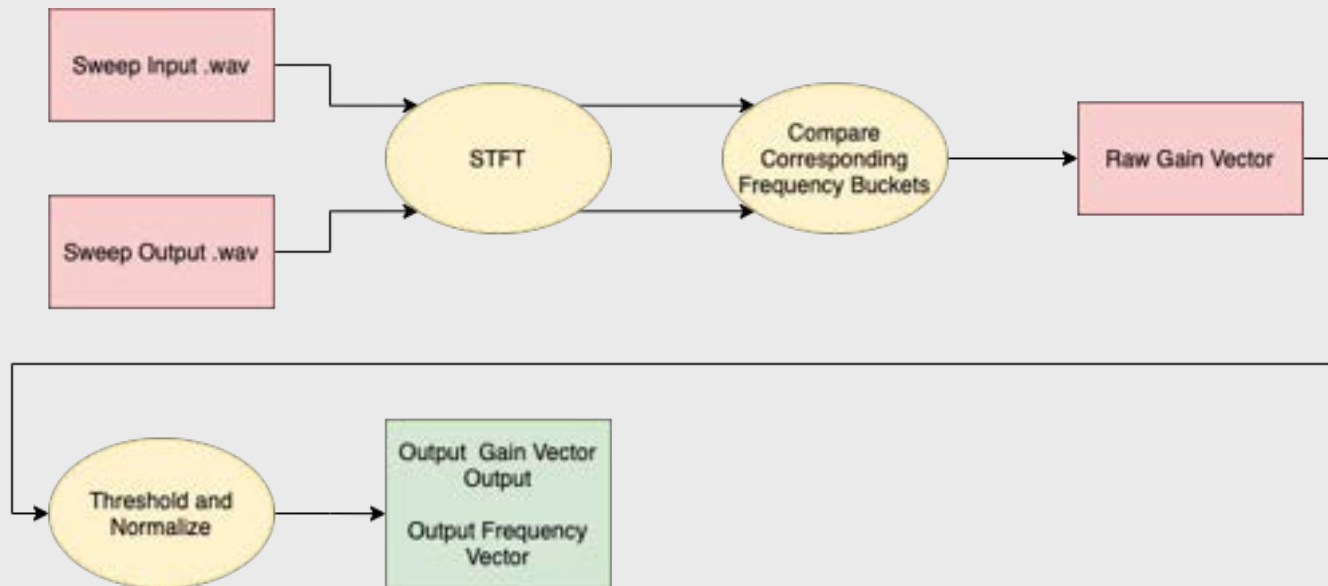 Sweep Input .wav
STFT
Compare
Corresponding
Frequency Buckets
Raw Gain Vector
Sweep Output .wav
Threshold and
Normalize
Output Gain Vector
Output
Output Frequency
Vector